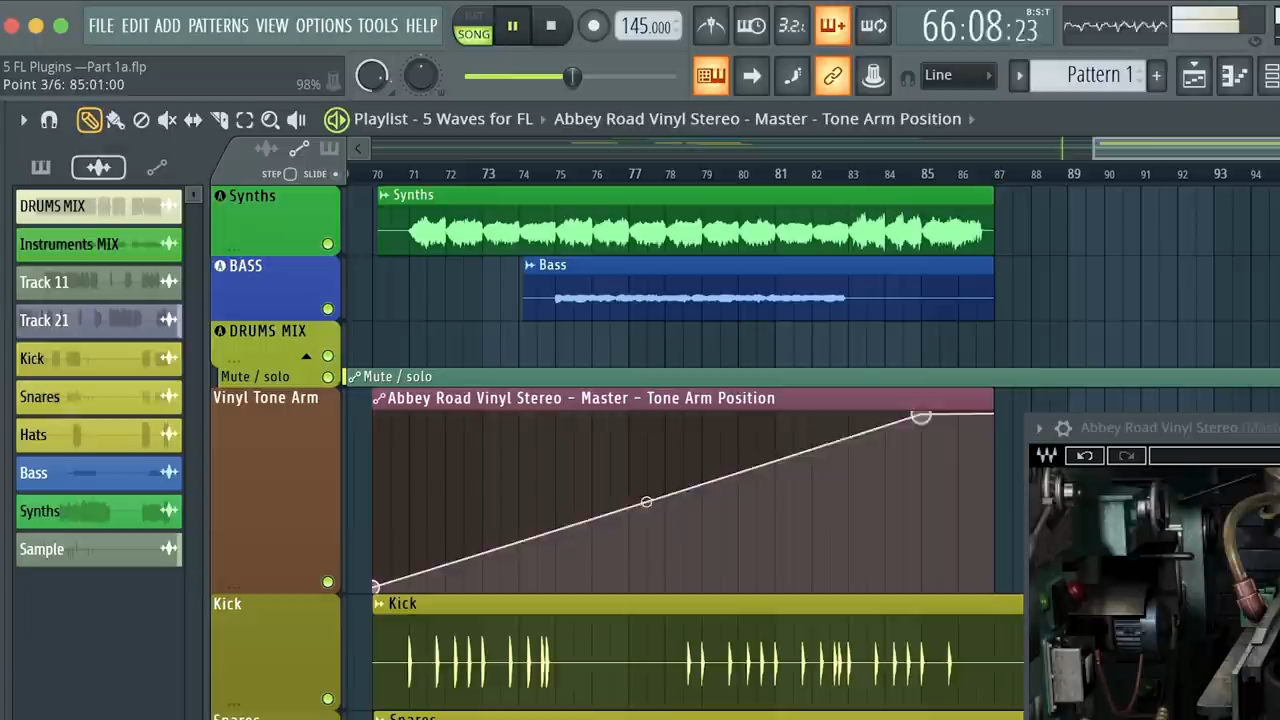 FILE EDIT ADD PATTERNS VIEW OPTIONS TOOLS HELP
PAT
SONG
145.000
3.2.
66:08:23
B:S:T
5 FL Plugins —Part 1a.flp
Point 3/6: 85:01:00
98%
Line
Pattern 1
Playlist - 5 Waves for FL
Abbey Road Vinyl Stereo - Master - Tone Arm Position
STEP
SLIDE
70 71 72 73 74 75 76 77 78 79 80 81 82 83 84 85 86 87 88 89 90 91 92 93 94
DRUMS MIX
Instruments MIX
Track 11
Track 21
Kick
Snares
Hats
Bass
Synths
Sample
Synths
Synths
BASS
Bass
DRUMS MIX
Mute / solo
Mute / solo
Vinyl Tone Arm
Abbey Road Vinyl Stereo - Master - Tone Arm Position
Abbey Road Vinyl Stereo (Mast
Kick
Kick
Snares
Snares